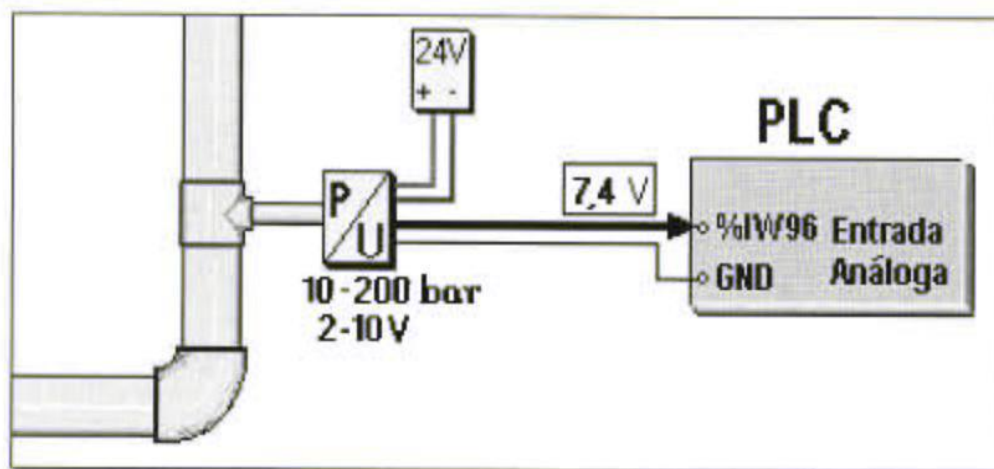 24V
+ -
PLC
7,4 V
P
U
%IW96 Entrada
Análoga
GND
10-200 bar
2-10V